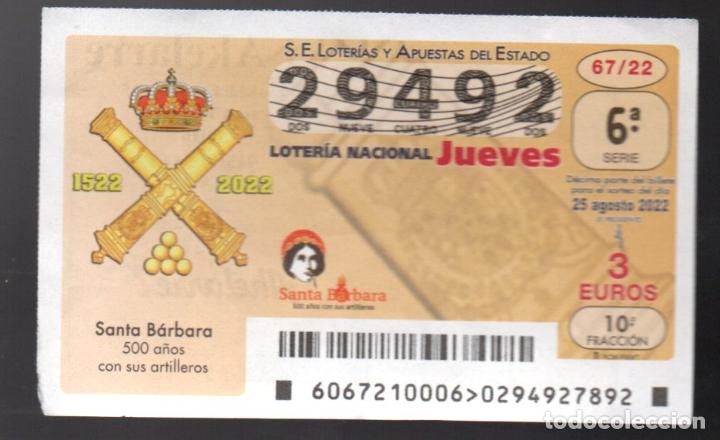 S.E. LOTERÍAS Y APUESTAS DEL ESTADO
67/22
29492
DOS NUEVE CUATRO NUEVE DOS
6ª
SERIE
LOTERÍA NACIONAL Jueves
Décima parte del billete
para el sorteo del día
25 agosto 2022
1522 2022
3
EUROS
Santa Bárbara
500 años con sus artilleros
10ª
FRACCIÓN
Santa Bárbara
500 años
con sus artilleros
6067210006>0294927892
todocoleccion.net